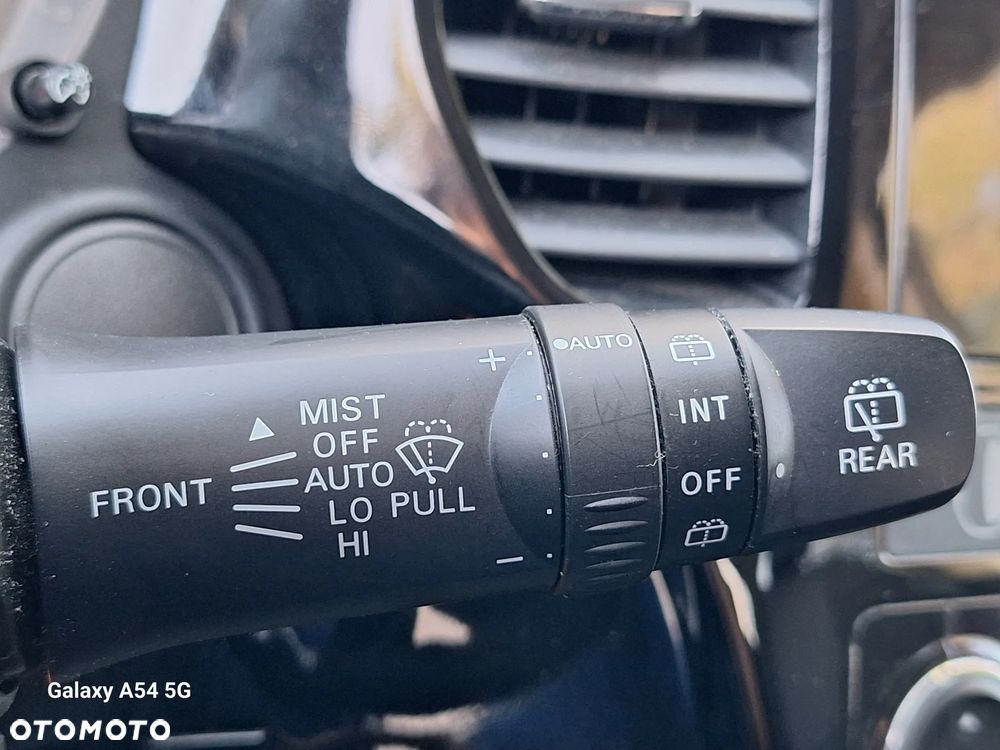 MIST
OFF
AUTO
FRONT
LO PULL
HI
+
−
●AUTO
INT
OFF
REAR
Galaxy A54 5G
OTOMOTO